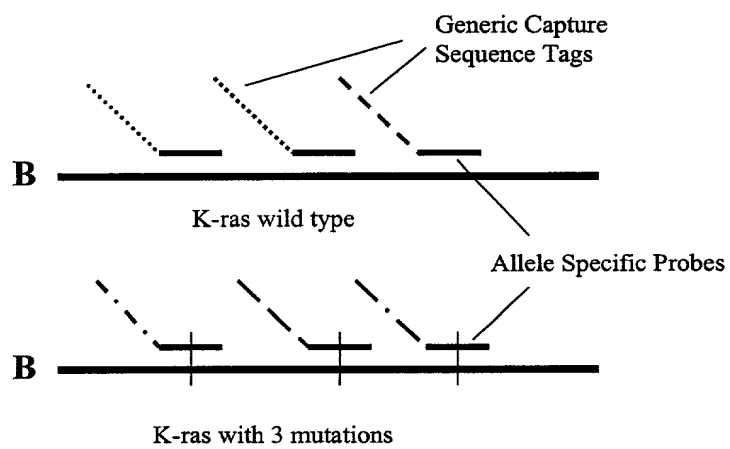 Generic Capture
Sequence Tags
B
K-ras wild type
Allele Specific Probes
B
K-ras with 3 mutations